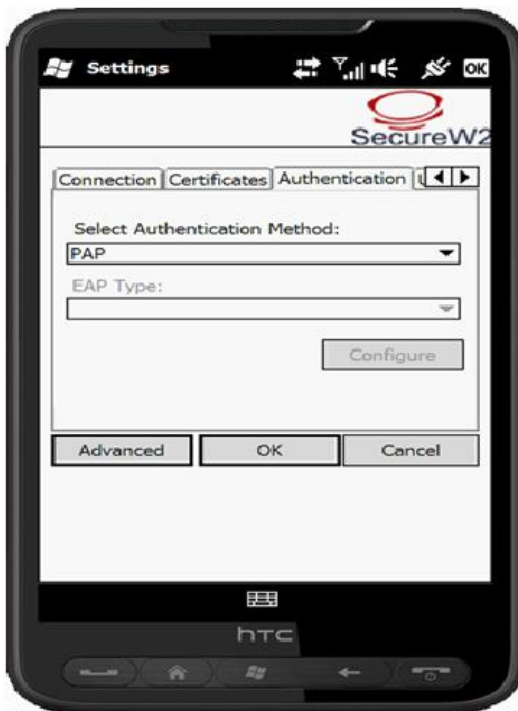 Settings
OK
SecureW2
Connection Certificates Authentication
Select Authentication Method:
PAP
EAP Type:
Configure
Advanced OK Cancel
hTC